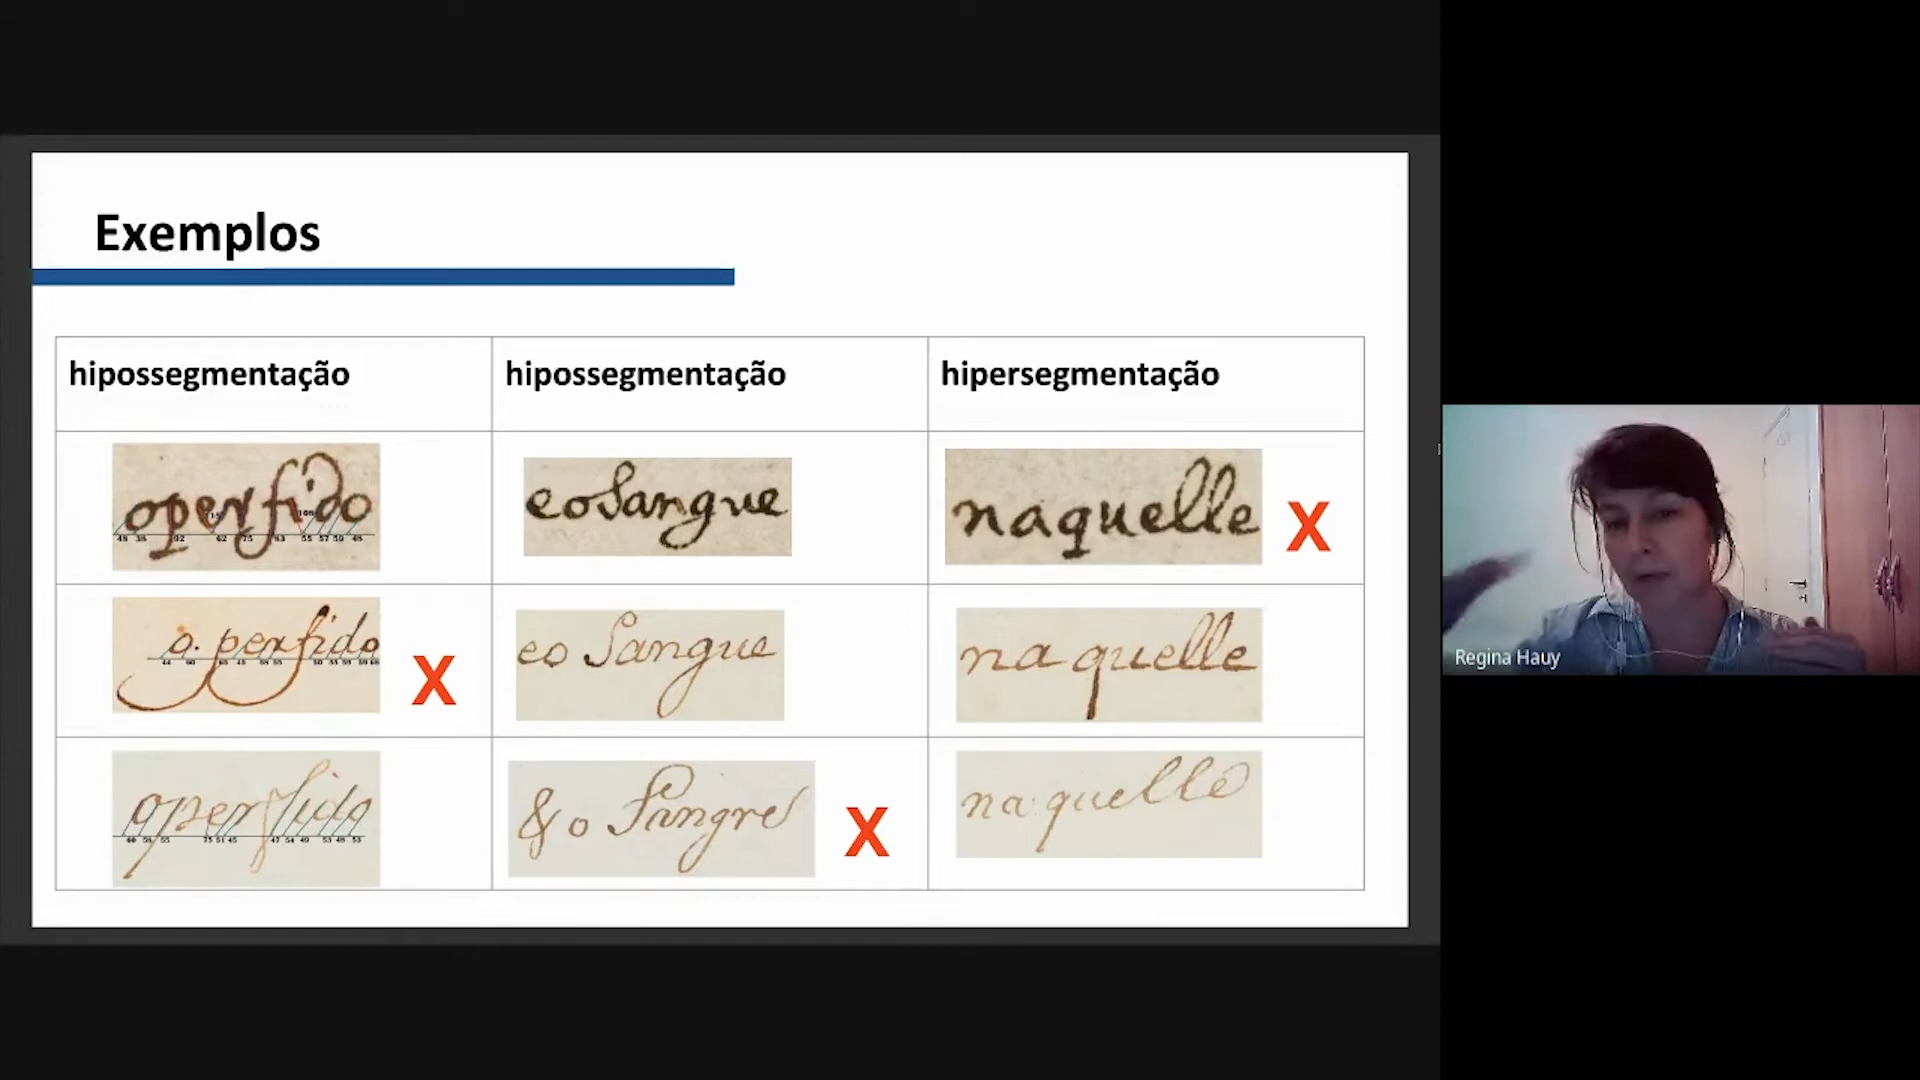 Exemplos
hipossegmentação hipossegmentação hipersegmentação
operfido eoSangue naquelle X
o. perfido X eo Sangue na quelle
operfido & o Sangre X na quelle
Regina Hauy